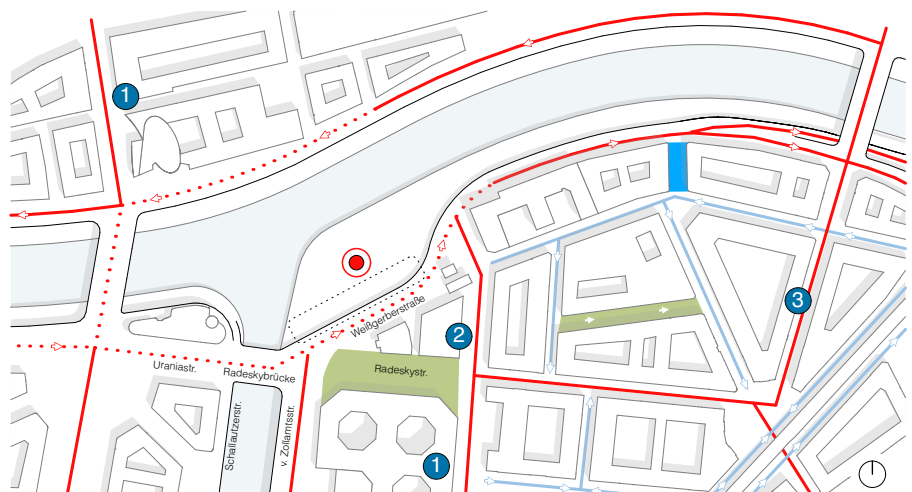 1
3
Weißgerberstraße
2
Uraniastr.
Radeskybrücke
Radeskystr.
Schallautzerstr.
v. Zollamtsstr.
1